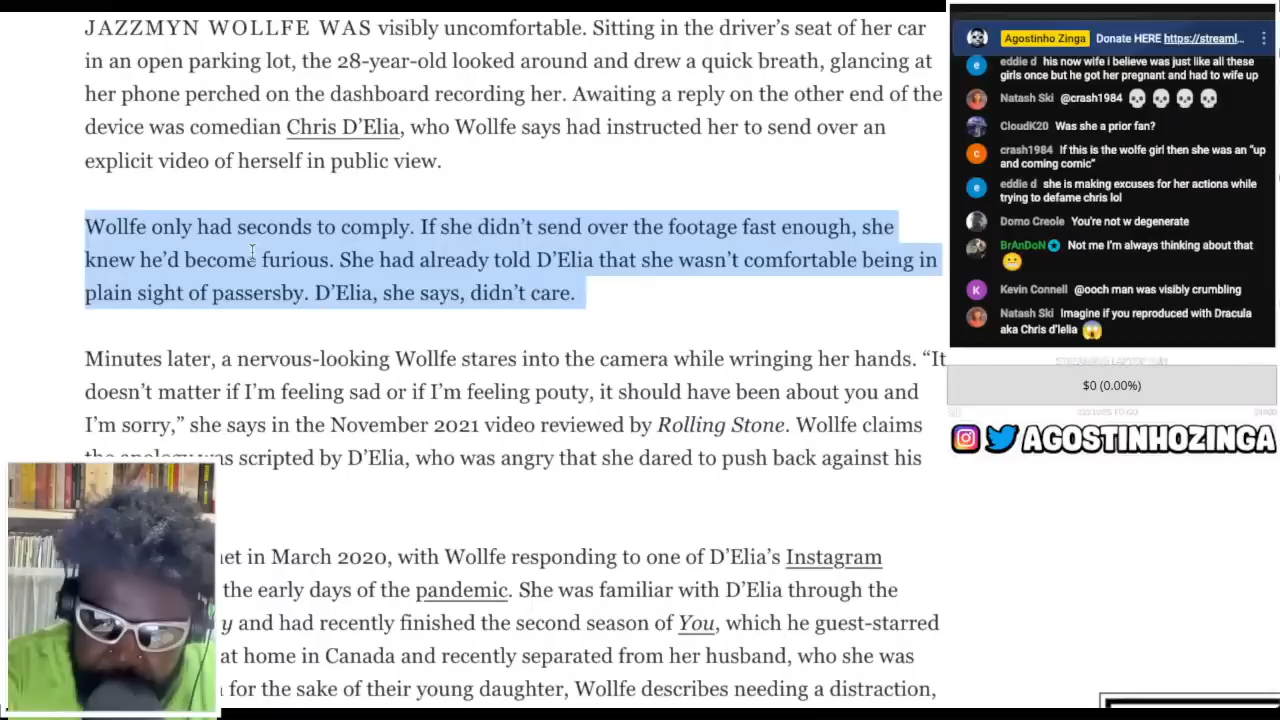 JAZZMYN WOLLFE WAS visibly uncomfortable. Sitting in the driver's seat of her car
in an open parking lot, the 28-year-old looked around and drew a quick breath, glancing at
her phone perched on the dashboard recording her. Awaiting a reply on the other end of the
device was comedian Chris D'Elia, who Wollfe says had instructed her to send over an
explicit video of herself in public view.
Wollfe only had seconds to comply. If she didn't send over the footage fast enough, she
knew he'd become furious. She had already told D'Elia that she wasn't comfortable being in
plain sight of passersby. D'Elia, she says, didn't care.
Minutes later, a nervous-looking Wollfe stares into the camera while wringing her hands. “It
doesn't matter if I'm feeling sad or if I'm feeling pouty, it should have been about you and
I'm sorry,” she says in the November 2021 video reviewed by Rolling Stone. Wollfe claims
the apology was scripted by D'Elia, who was angry that she dared to push back against his
in March 2020, with Wollfe responding to one of D'Elia's Instagram
the early days of the pandemic. She was familiar with D'Elia through the
y and had recently finished the second season of You, which he guest-starred
at home in Canada and recently separated from her husband, who she was
for the sake of their young daughter, Wollfe describes needing a distraction,
Agostinho Zinga Donate HERE https://streaml...
eddie d his now wife i believe was just like all these
girls once but he got her pregnant and had to wife up
Natash Ski @crash1984 💀 💀 💀 💀
CloudK20 Was she a prior fan?
crash1984 If this is the wolfe girl then she was an “up
and coming comic”
eddie d she is making excuses for her actions while
trying to defame chris lol
Domo Creole You're not w degenerate
BrAnDoN Not me I'm always thinking about that
😬
Kevin Connell @ooch man was visibly crumbling
Natash Ski Imagine if you reproduced with Dracula
aka Chris d'lelia 😱
$0 (0.00%)
AGOSTINHOZINGA